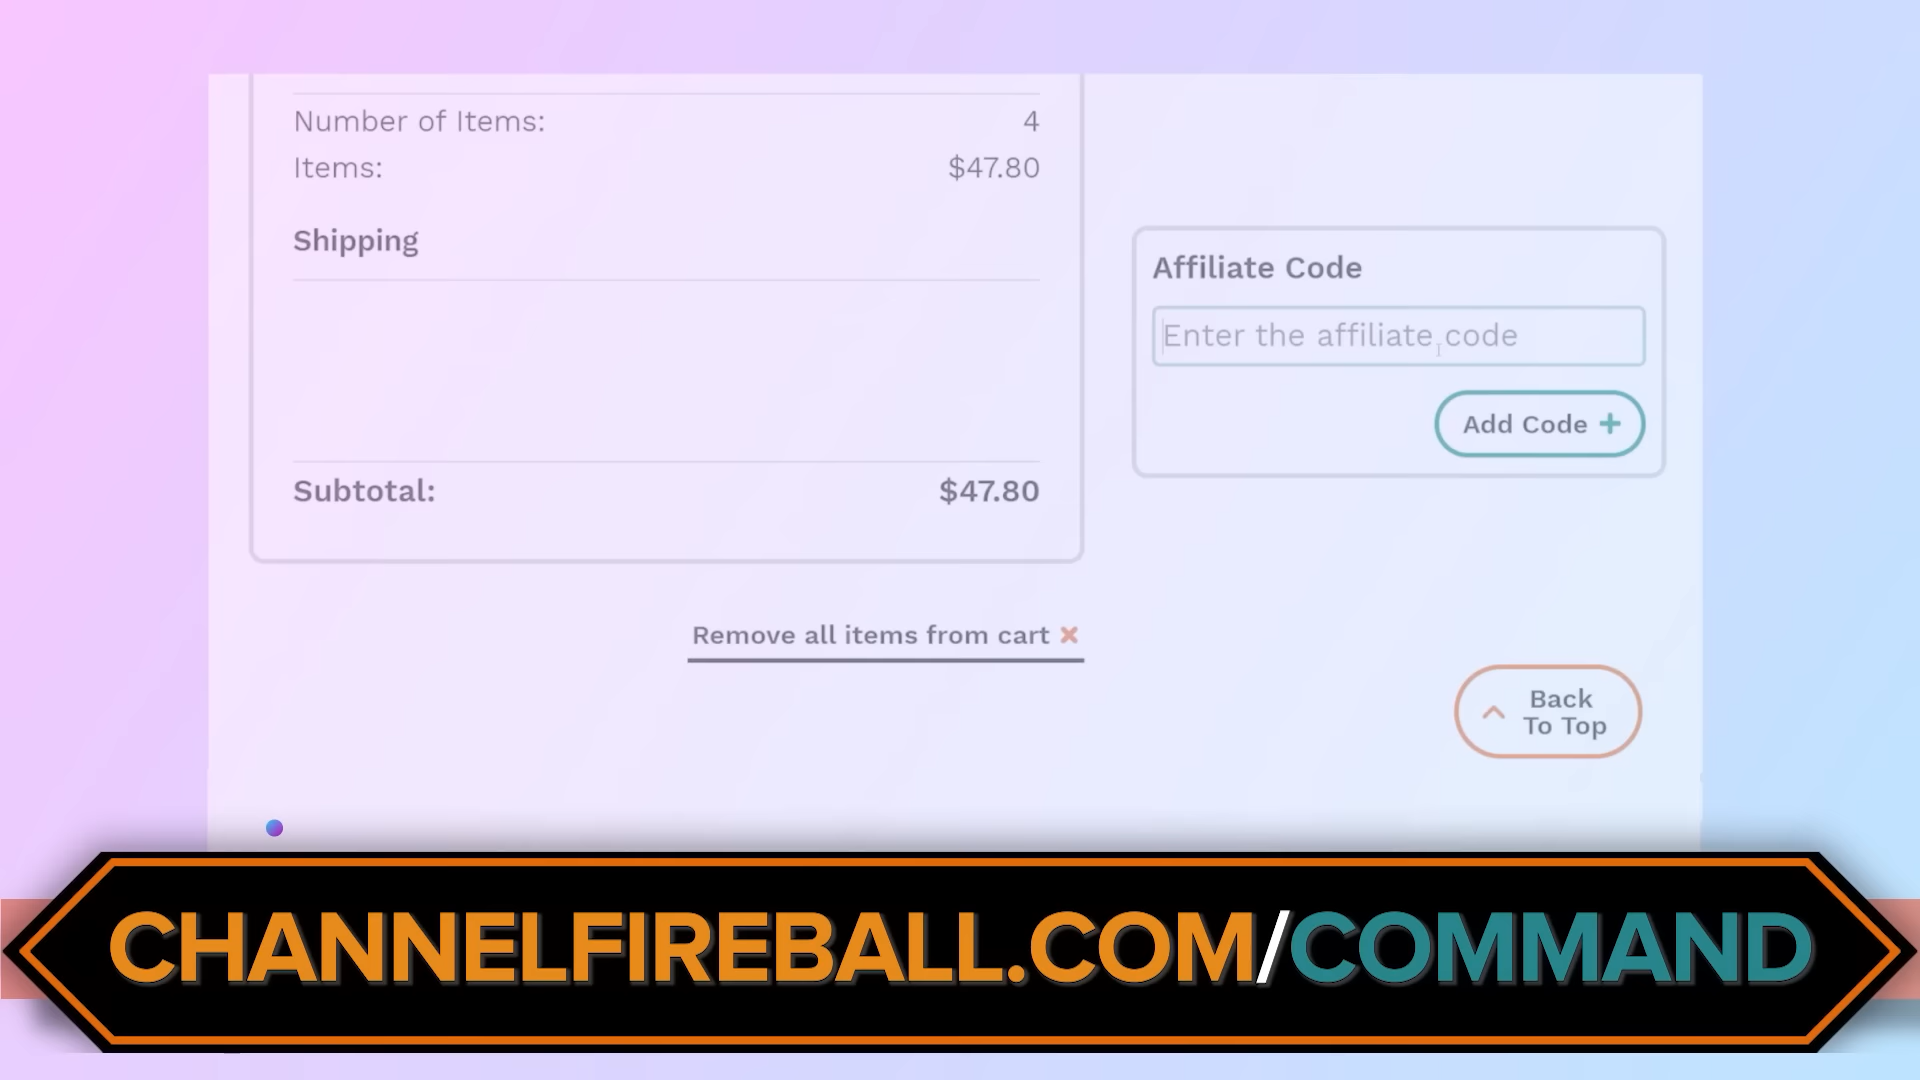 Number of Items: 4
Items: $47.80
Shipping
Subtotal: $47.80
Affiliate Code
Enter the affiliate code
Add Code
Remove all items from cart
Back
To Top
CHANNELFIREBALL.COM/COMMAND